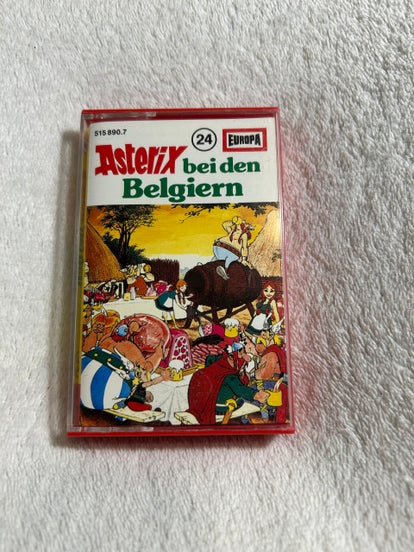 515 890.7
24
EUROPA
Asterix bei den
Belgiern